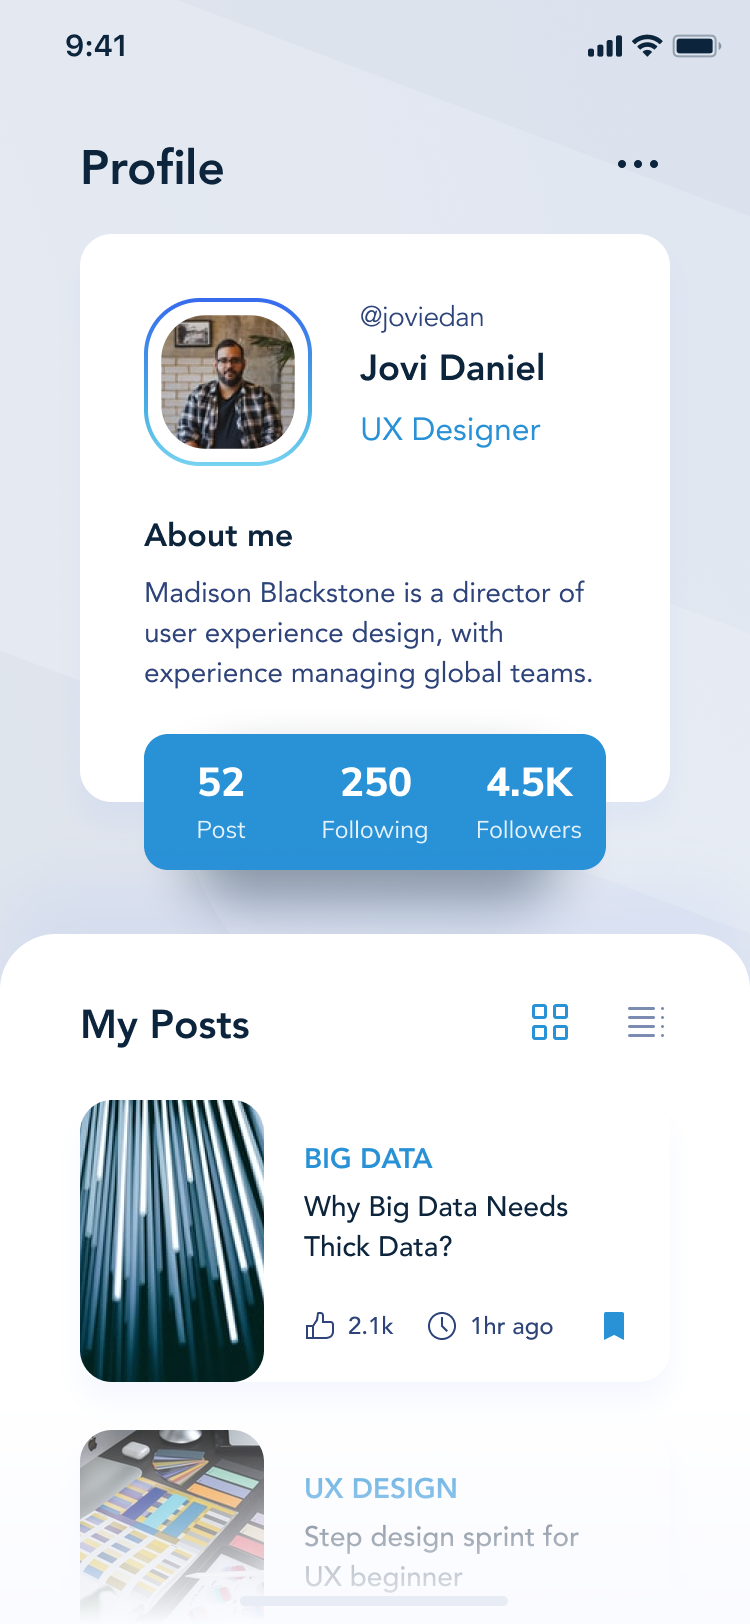 9:41
Profile
@joviedan
Jovi Daniel
UX Designer
About me
Madison Blackstone is a director of
user experience design, with
experience managing global teams.
52 250 4.5K
Post Following Followers
My Posts
BIG DATA
Why Big Data Needs
Thick Data?
2.1k 1hr ago
UX DESIGN
Step design sprint for
UX beginner